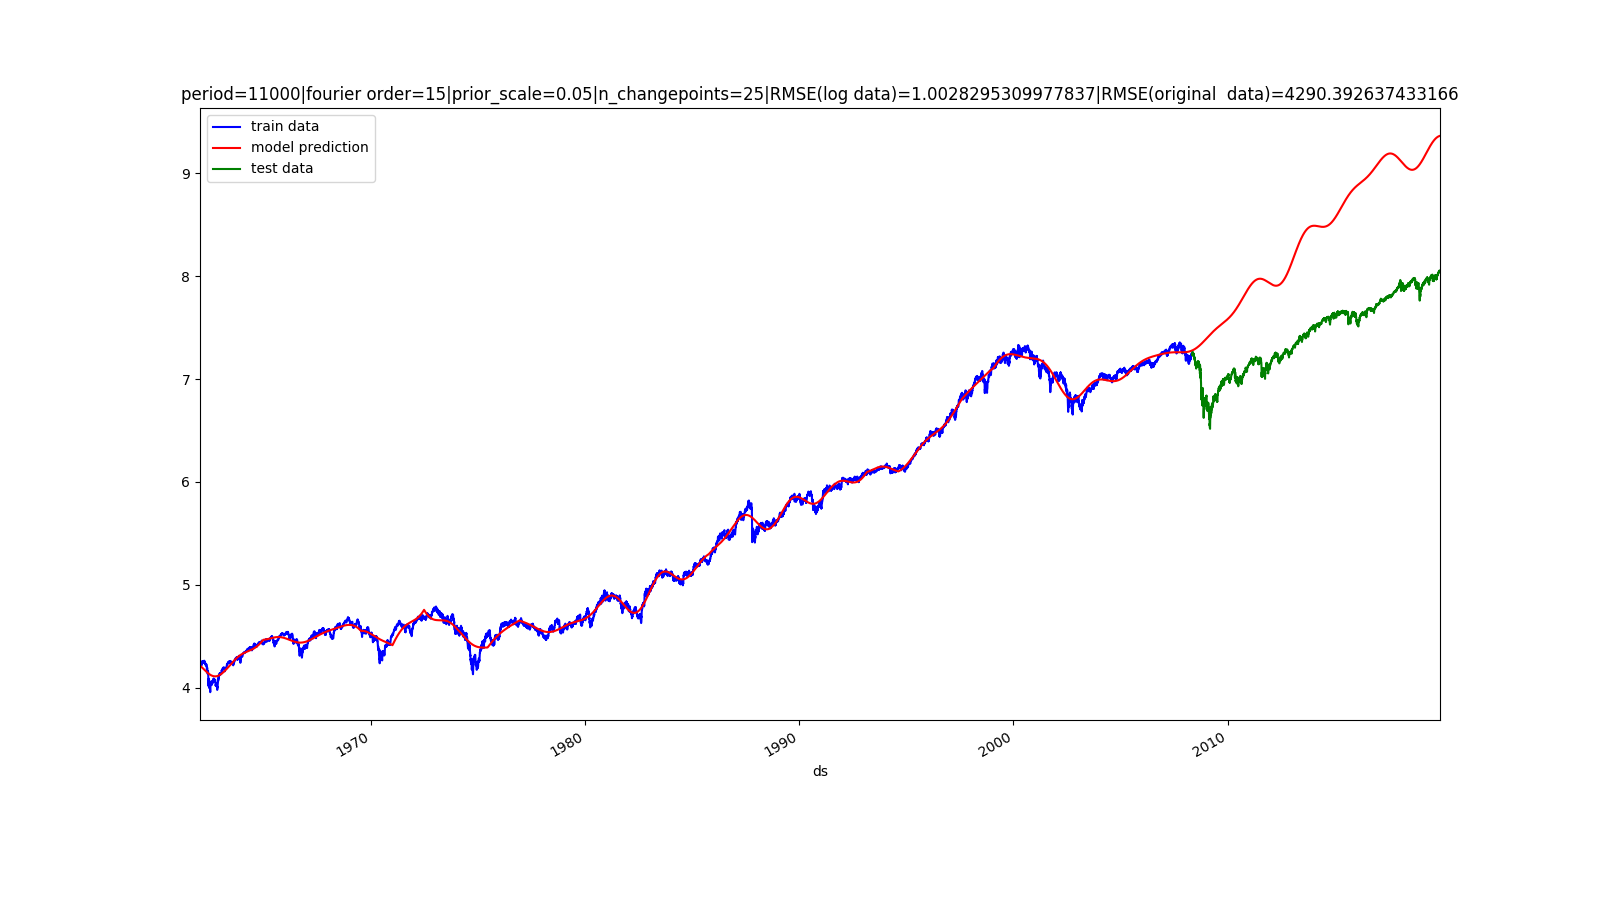 period=11000|fourier order=15|prior_scale=0.05|n_changepoints=25|RMSE(log data)=1.0028295309977837|RMSE(original  data)=4290.392637433166
train data
model prediction
test data
9
8
7
6
5
4
1970
1980
1990
2000
2010
ds